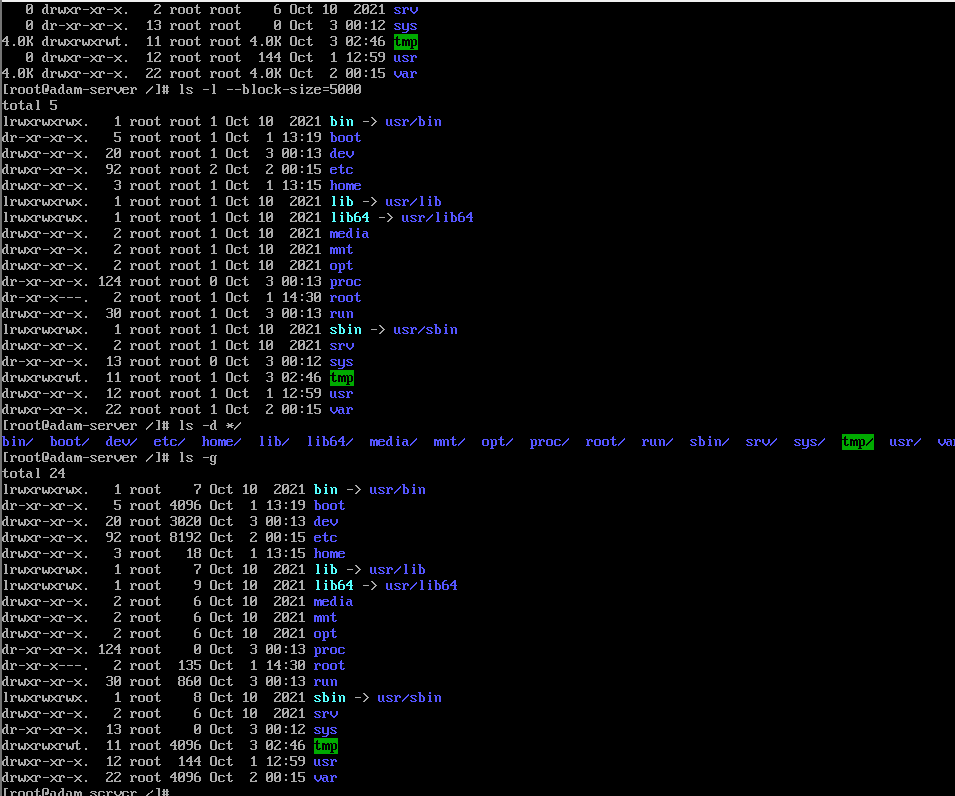 0 drwxr-xr-x.  2 root root    6 Oct 10  2021 srv
   0 dr-xr-xr-x. 13 root root    0 Oct  3 00:12 sys
4.0K drwxrwxrwt. 11 root root 4.0K Oct  3 02:46 tmp
   0 drwxr-xr-x. 12 root root  144 Oct  1 12:59 usr
4.0K drwxr-xr-x. 22 root root 4.0K Oct  2 00:15 var
[root@adam-server /]# ls -l --block-size=5000
total 5
lrwxrwxrwx.   1 root root 1 Oct 10  2021 bin -> usr/bin
dr-xr-xr-x.   5 root root 1 Oct  1 13:19 boot
drwxr-xr-x.  20 root root 1 Oct  3 00:13 dev
drwxr-xr-x.  92 root root 2 Oct  2 00:15 etc
drwxr-xr-x.   3 root root 1 Oct  1 13:15 home
lrwxrwxrwx.   1 root root 1 Oct 10  2021 lib -> usr/lib
lrwxrwxrwx.   1 root root 1 Oct 10  2021 lib64 -> usr/lib64
drwxr-xr-x.   2 root root 1 Oct 10  2021 media
drwxr-xr-x.   2 root root 1 Oct 10  2021 mnt
drwxr-xr-x.   2 root root 1 Oct 10  2021 opt
dr-xr-xr-x. 124 root root 0 Oct  3 00:13 proc
dr-xr-x---.   2 root root 1 Oct  1 14:30 root
drwxr-xr-x.  30 root root 1 Oct  3 00:13 run
lrwxrwxrwx.   1 root root 1 Oct 10  2021 sbin -> usr/sbin
drwxr-xr-x.   2 root root 1 Oct 10  2021 srv
dr-xr-xr-x.  13 root root 0 Oct  3 00:12 sys
drwxrwxrwt.  11 root root 1 Oct  3 02:46 tmp
drwxr-xr-x.  12 root root 1 Oct  1 12:59 usr
drwxr-xr-x.  22 root root 1 Oct  2 00:15 var
[root@adam-server /]# ls -d */
bin/  boot/  dev/  etc/  home/  lib/  lib64/  media/  mnt/  opt/  proc/  root/  run/  sbin/  srv/  sys/  tmp/  usr/  va
[root@adam-server /]# ls -g
total 24
lrwxrwxrwx.   1 root    7 Oct 10  2021 bin -> usr/bin
dr-xr-xr-x.   5 root 4096 Oct  1 13:19 boot
drwxr-xr-x.  20 root 3020 Oct  3 00:13 dev
drwxr-xr-x.  92 root 8192 Oct  2 00:15 etc
drwxr-xr-x.   3 root   18 Oct  1 13:15 home
lrwxrwxrwx.   1 root    7 Oct 10  2021 lib -> usr/lib
lrwxrwxrwx.   1 root    9 Oct 10  2021 lib64 -> usr/lib64
drwxr-xr-x.   2 root    6 Oct 10  2021 media
drwxr-xr-x.   2 root    6 Oct 10  2021 mnt
drwxr-xr-x.   2 root    6 Oct 10  2021 opt
dr-xr-xr-x. 124 root    0 Oct  3 00:13 proc
dr-xr-x---.   2 root  135 Oct  1 14:30 root
drwxr-xr-x.  30 root  860 Oct  3 00:13 run
lrwxrwxrwx.   1 root    8 Oct 10  2021 sbin -> usr/sbin
drwxr-xr-x.   2 root    6 Oct 10  2021 srv
dr-xr-xr-x.  13 root    0 Oct  3 00:12 sys
drwxrwxrwt.  11 root 4096 Oct  3 02:46 tmp
drwxr-xr-x.  12 root  144 Oct  1 12:59 usr
drwxr-xr-x.  22 root 4096 Oct  2 00:15 var
[root@adam-server /]#